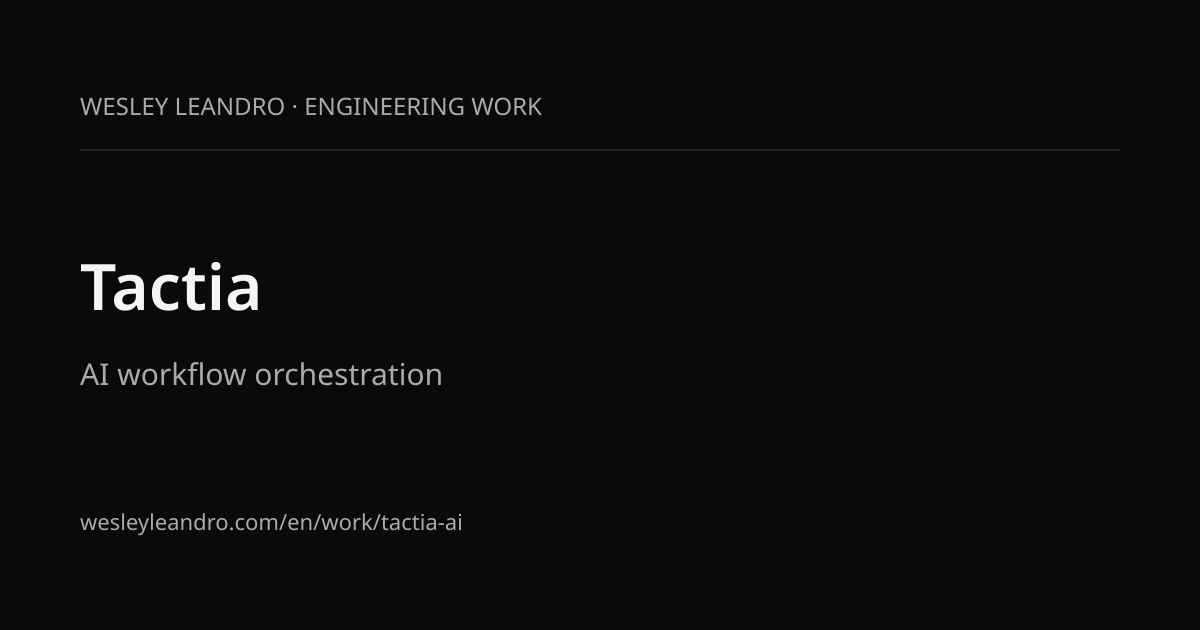 WESLEY LEANDRO · ENGINEERING WORK
Tactia
AI workflow orchestration
wesleyleandro.com/en/work/tactia-ai